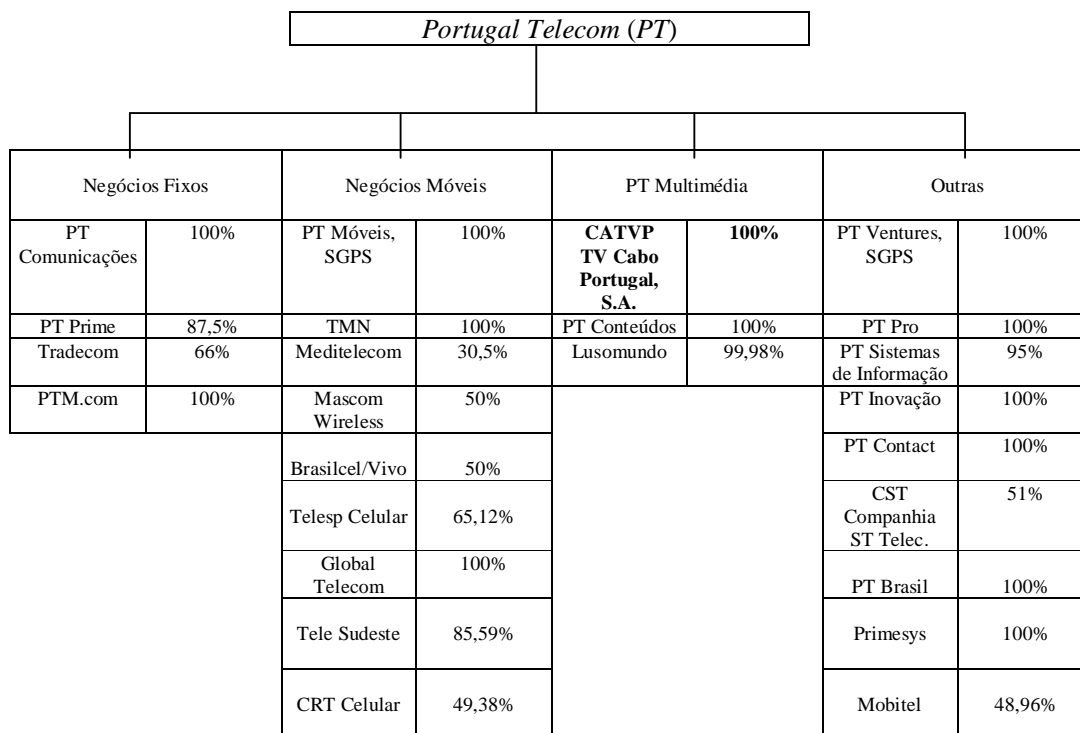 Portugal Telecom (PT)
Negócios Fixos
Negócios Móveis
PT Multimédia
Outras
PT
Comunicações
100%
PT Móveis,
SGPS
100%
CATVP
TV Cabo
Portugal,
S.A.
100%
PT Ventures,
SGPS
100%
PT Prime
87,5%
TMN
100%
PT Conteúdos
100%
PT Pro
100%
Tradecom
66%
Meditelecom
30,5%
Lusomundo
99,98%
PT Sistemas
de Informação
95%
PTM.com
100%
Mascom
Wireless
50%
PT Inovação
100%
Brasilcel/Vivo
50%
PT Contact
100%
Telesp Celular
65,12%
CST
Companhia
ST Telec.
51%
Global
Telecom
100%
PT Brasil
100%
Tele Sudeste
85,59%
Primesys
100%
CRT Celular
49,38%
Mobitel
48,96%